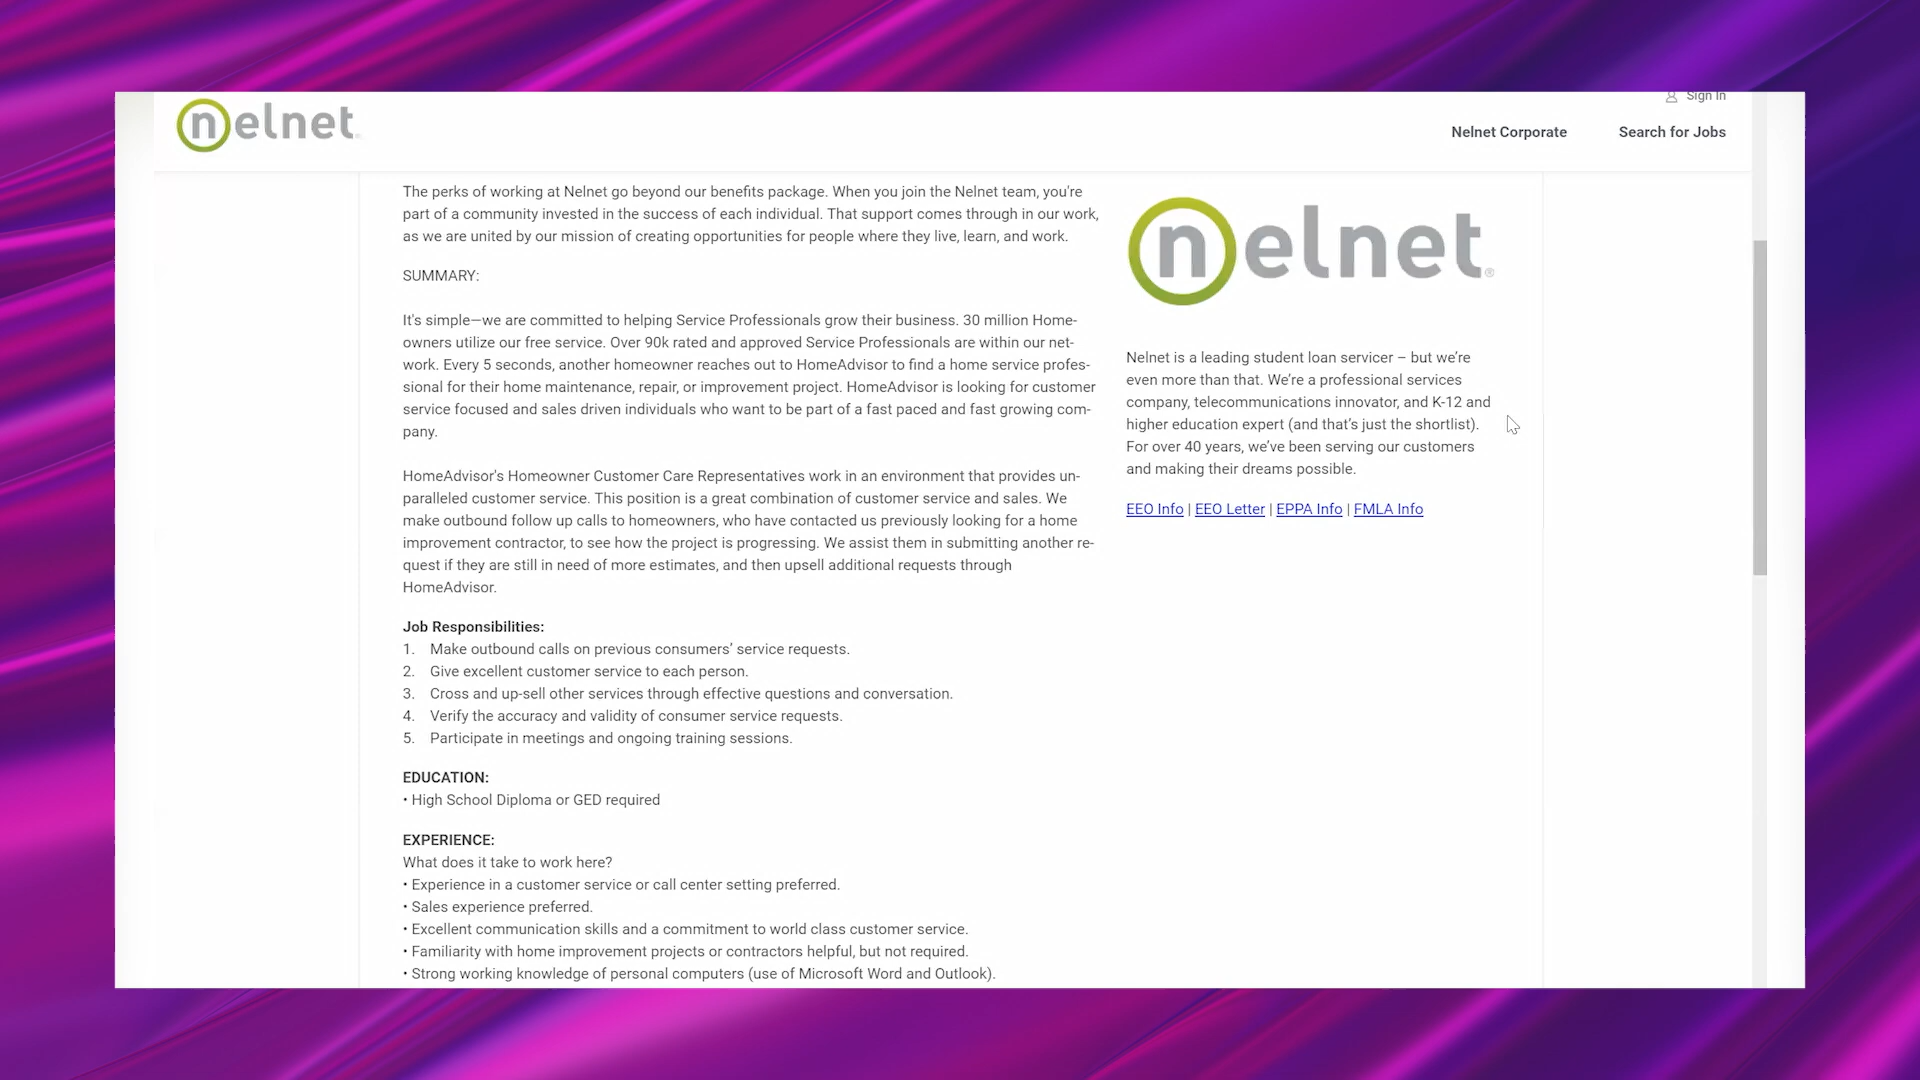 nelnet
Sign In
Nelnet Corporate
Search for Jobs
The perks of working at Nelnet go beyond our benefits package. When you join the Nelnet team, you're
part of a community invested in the success of each individual. That support comes through in our work,
as we are united by our mission of creating opportunities for people where they live, learn, and work.
SUMMARY:
It's simple—we are committed to helping Service Professionals grow their business. 30 million Home-
owners utilize our free service. Over 90k rated and approved Service Professionals are within our net-
work. Every 5 seconds, another homeowner reaches out to HomeAdvisor to find a home service profes-
sional for their home maintenance, repair, or improvement project. HomeAdvisor is looking for customer
service focused and sales driven individuals who want to be part of a fast paced and fast growing com-
pany.
HomeAdvisor's Homeowner Customer Care Representatives work in an environment that provides un-
paralleled customer service. This position is a great combination of customer service and sales. We
make outbound follow up calls to homeowners, who have contacted us previously looking for a home
improvement contractor, to see how the project is progressing. We assist them in submitting another re-
quest if they are still in need of more estimates, and then upsell additional requests through
HomeAdvisor.
Job Responsibilities:
1. Make outbound calls on previous consumers’ service requests.
2. Give excellent customer service to each person.
3. Cross and up-sell other services through effective questions and conversation.
4. Verify the accuracy and validity of consumer service requests.
5. Participate in meetings and ongoing training sessions.
EDUCATION:
• High School Diploma or GED required
EXPERIENCE:
What does it take to work here?
• Experience in a customer service or call center setting preferred.
• Sales experience preferred.
• Excellent communication skills and a commitment to world class customer service.
• Familiarity with home improvement projects or contractors helpful, but not required.
• Strong working knowledge of personal computers (use of Microsoft Word and Outlook).
nelnet®
Nelnet is a leading student loan servicer – but we’re
even more than that. We’re a professional services
company, telecommunications innovator, and K-12 and
higher education expert (and that’s just the shortlist).
For over 40 years, we’ve been serving our customers
and making their dreams possible.
EEO Info | EEO Letter | EPPA Info | FMLA Info